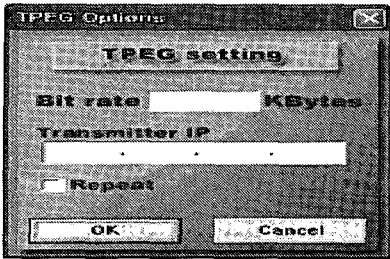 TPEG Options
TPEG setting
Bit rate KBytes
Transmitter IP
. . .
Repeat
OK Cancel